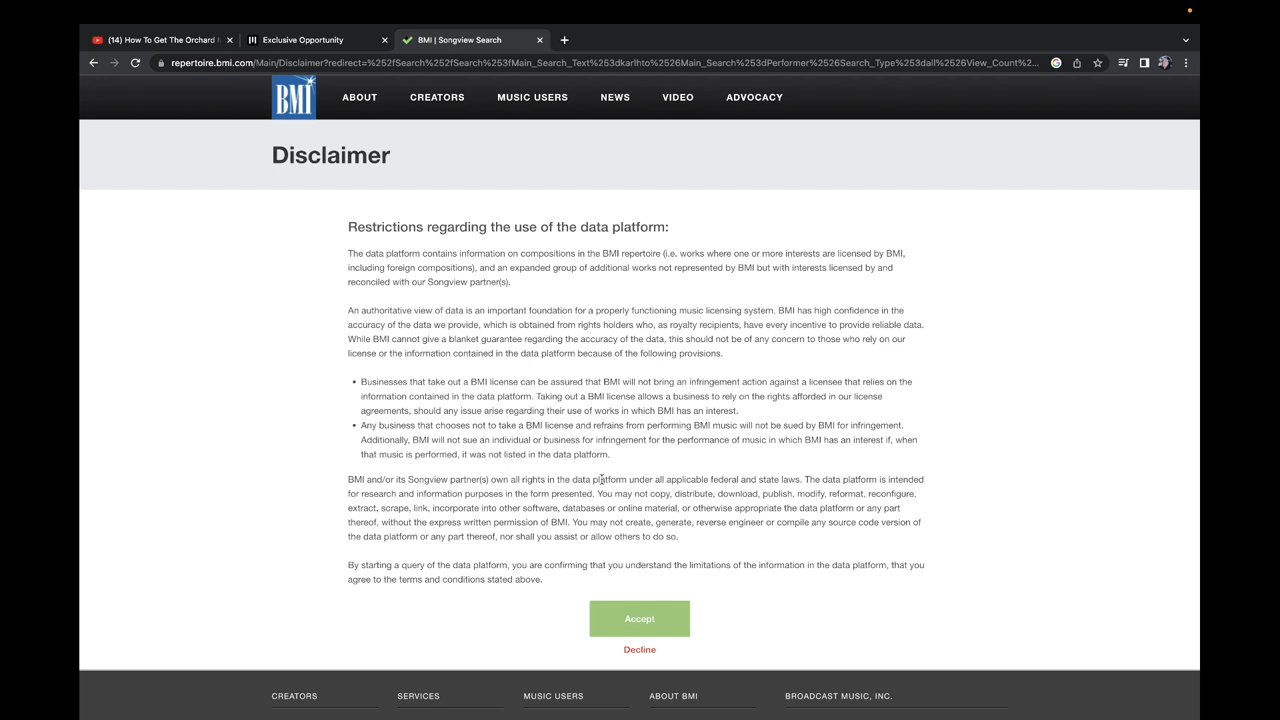 (14) How To Get The Orchard
Exclusive Opportunity
BMI | Songview Search
repertoire.bmi.com/Main/Disclaimer?redirect=%252fSearch%252fSearch%253fMain_Search_Text%253dkarlhto%2526Main_Search%253dPerformer%2526Search_Type%253dall%2526View_Count%2...
BMI
ABOUT
CREATORS
MUSIC USERS
NEWS
VIDEO
ADVOCACY
Disclaimer
Restrictions regarding the use of the data platform:
The data platform contains information on compositions in the BMI repertoire (i.e. works where one or more interests are licensed by BMI,
including foreign compositions), and an expanded group of additional works not represented by BMI but with interests licensed by and
reconciled with our Songview partner(s).
An authoritative view of data is an important foundation for a properly functioning music licensing system. BMI has high confidence in the
accuracy of the data we provide, which is obtained from rights holders who, as royalty recipients, have every incentive to provide reliable data.
While BMI cannot give a blanket guarantee regarding the accuracy of the data, this should not be of any concern to those who rely on our
license or the information contained in the data platform because of the following provisions.
• Businesses that take out a BMI license can be assured that BMI will not bring an infringement action against a licensee that relies on the
information contained in the data platform. Taking out a BMI license allows a business to rely on the rights afforded in our license
agreements, should any issue arise regarding their use of works in which BMI has an interest.
• Any business that chooses not to take a BMI license and refrains from performing BMI music will not be sued by BMI for infringement.
Additionally, BMI will not sue an individual or business for infringement for the performance of music in which BMI has an interest if, when
that music is performed, it was not listed in the data platform.
BMI and/or its Songview partner(s) own all rights in the data platform under all applicable federal and state laws. The data platform is intended
for research and information purposes in the form presented. You may not copy, distribute, download, publish, modify, reformat, reconfigure,
extract, scrape, link, incorporate into other software, databases or online material, or otherwise appropriate the data platform or any part
thereof, without the express written permission of BMI. You may not create, generate, reverse engineer or compile any source code version of
the data platform or any part thereof, nor shall you assist or allow others to do so.
By starting a query of the data platform, you are confirming that you understand the limitations of the information in the data platform, that you
agree to the terms and conditions stated above.
Accept
Decline
CREATORS
SERVICES
MUSIC USERS
ABOUT BMI
BROADCAST MUSIC, INC.